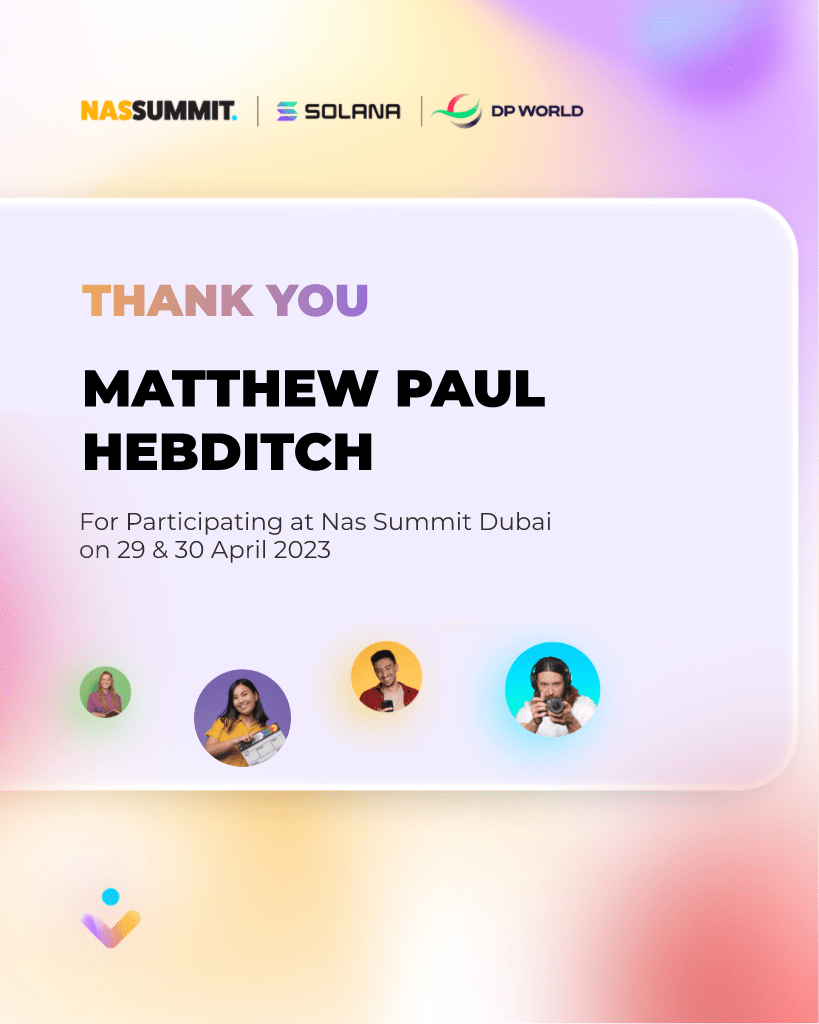 NASSUMMIT. SOLANA DP WORLD
THANK YOU
MATTHEW PAUL
HEBDITCH
For Participating at Nas Summit Dubai
on 29 & 30 April 2023